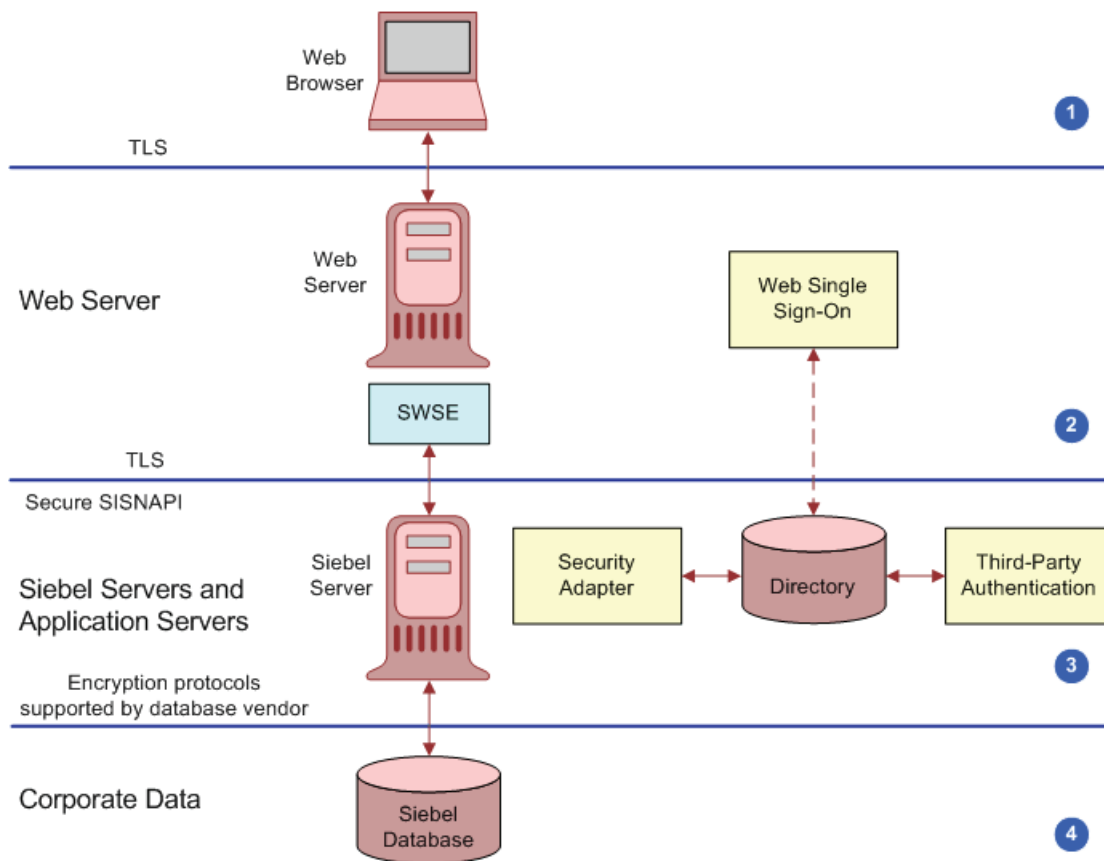 Web
Browser
1
TLS
Web
Server
Web Server
Web Single
Sign-On
SWSE
2
TLS
Secure SISNAPI
Siebel
Server
Security
Adapter
Directory
Third-Party
Authentication
Siebel Servers and
Application Servers
3
Encryption protocols
supported by database vendor
Corporate Data
Siebel
Database
4